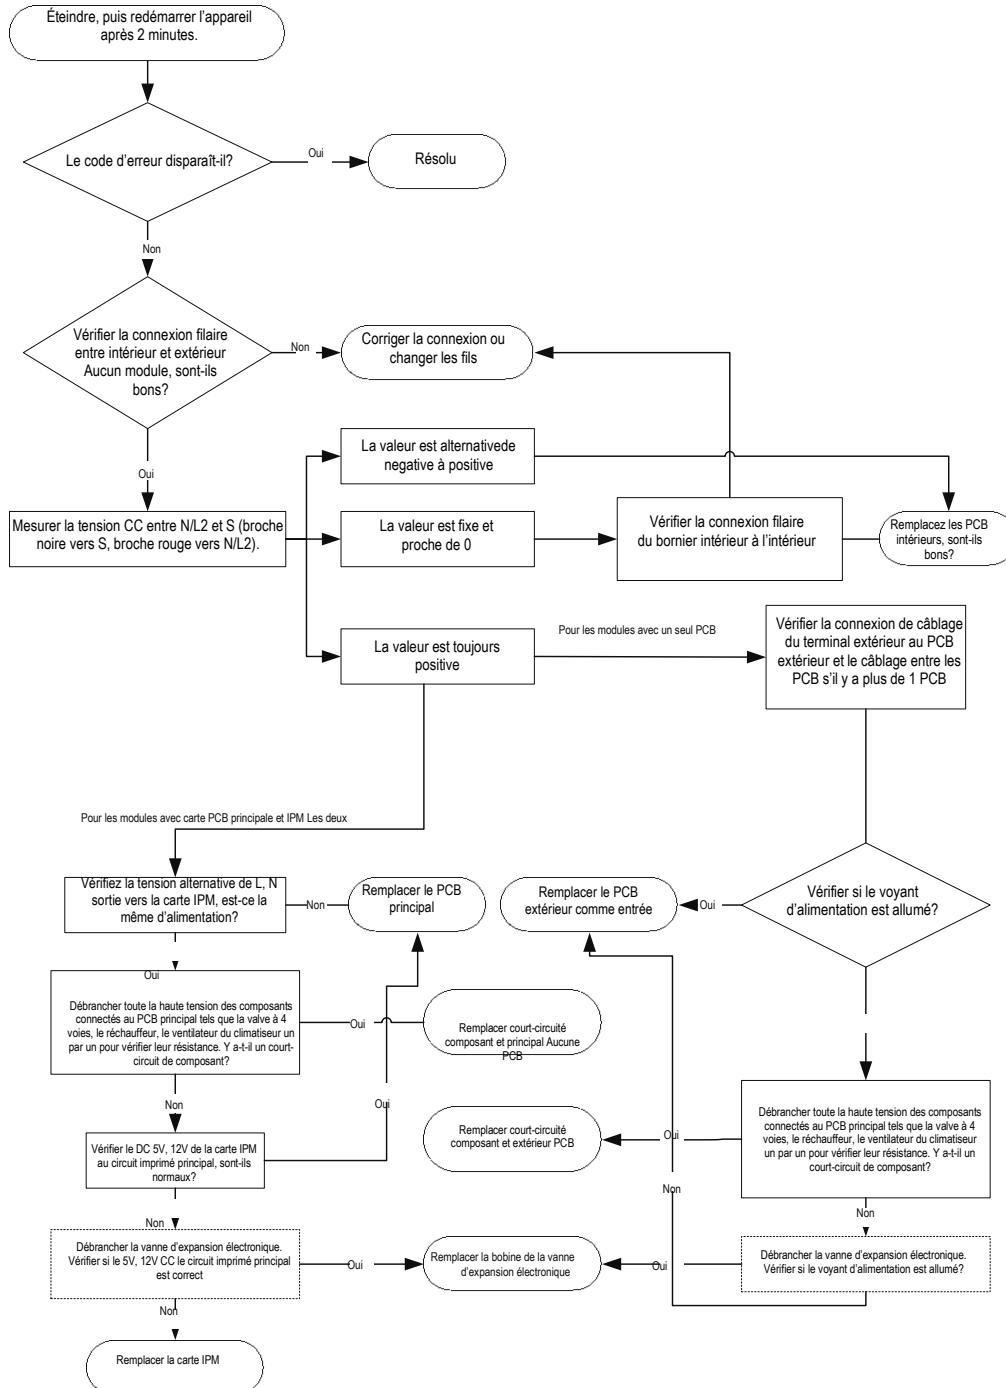 Éteindre, puis redémarrer l’appareil
après 2 minutes.
Le code d’erreur disparaît-il?
Oui
Résolu
Non
Vérifier la connexion filaire
entre intérieur et extérieur
Aucun module, sont-ils
bons?
Non
Corriger la connexion ou
changer les fils
Oui
La valeur est alternativede
negative à positive
Mesurer la tension CC entre N/L2 et S (broche
noire vers S, broche rouge vers N/L2).
La valeur est fixe et
proche de 0
Vérifier la connexion filaire
du bornier intérieur à l’intérieur
Remplacez les PCB
intérieurs, sont-ils
bons?
La valeur est toujours
positive
Pour les modules avec un seul PCB
Vérifier la connexion de câblage
du terminal extérieur au PCB
extérieur et le câblage entre les
PCB s’il y a plus de 1 PCB
Pour les modules avec carte PCB principale et IPM Les deux
Vérifiez la tension alternative de L, N
sortie vers la carte IPM, est-ce la
même d’alimentation?
Non
Remplacer le PCB
principal
Remplacer le PCB
extérieur comme entrée
Oui
Vérifier si le voyant
d’alimentation est allumé?
Oui
Débrancher toute la haute tension des composants
connectés au PCB principal tels que la valve à 4
voies, le réchauffeur, le ventilateur du climatiseur un
par un pour vérifier leur résistance. Y a-t-il un court-
circuit de composant?
Oui
Remplacer court-circuité
composant et principal Aucune
PCB
Non
Oui
Vérifier le DC 5V, 12V de la carte IPM
au circuit imprimé principal, sont-ils
normaux?
Remplacer court-circuité
composant et extérieur PCB
Oui
Débrancher toute la haute tension des composants
connectés au PCB principal tels que la valve à 4
voies, le réchauffeur, le ventilateur du climatiseur
un par un pour vérifier leur résistance. Y a-t-il un
court-circuit de composant?
Non
Non
Non
Débrancher la vanne d’expansion électronique.
Vérifier si le 5V, 12V CC le circuit imprimé principal
est correct
Oui
Remplacer la bobine de la vanne
d’expansion électronique
Oui
Débrancher la vanne d’expansion électronique.
Vérifier si le voyant d’alimentation est allumé?
Non
Remplacer la carte IPM